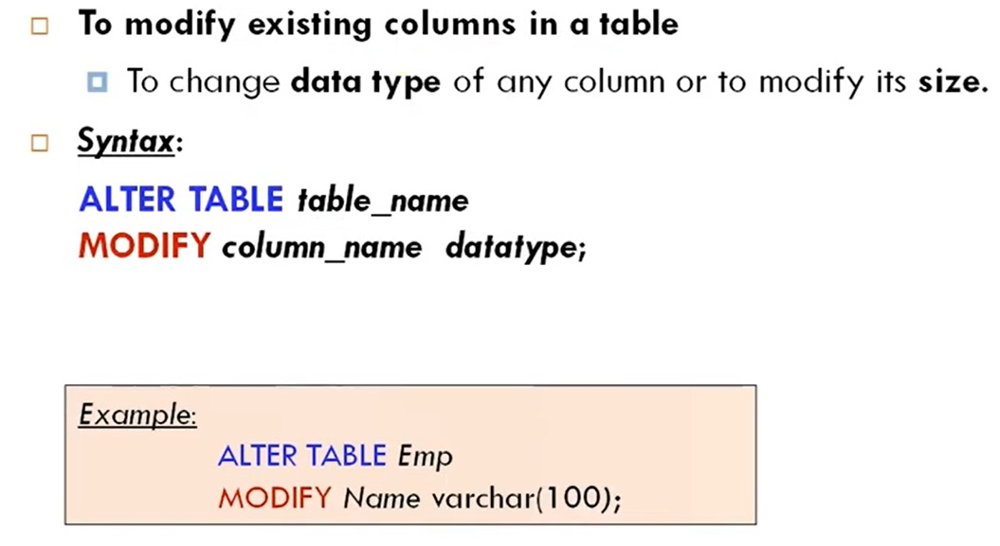 To modify existing columns in a table
To change data type of any column or to modify its size.
Syntax:
ALTER TABLE table_name
MODIFY column_name datatype;
Example:
ALTER TABLE Emp
MODIFY Name varchar(100);